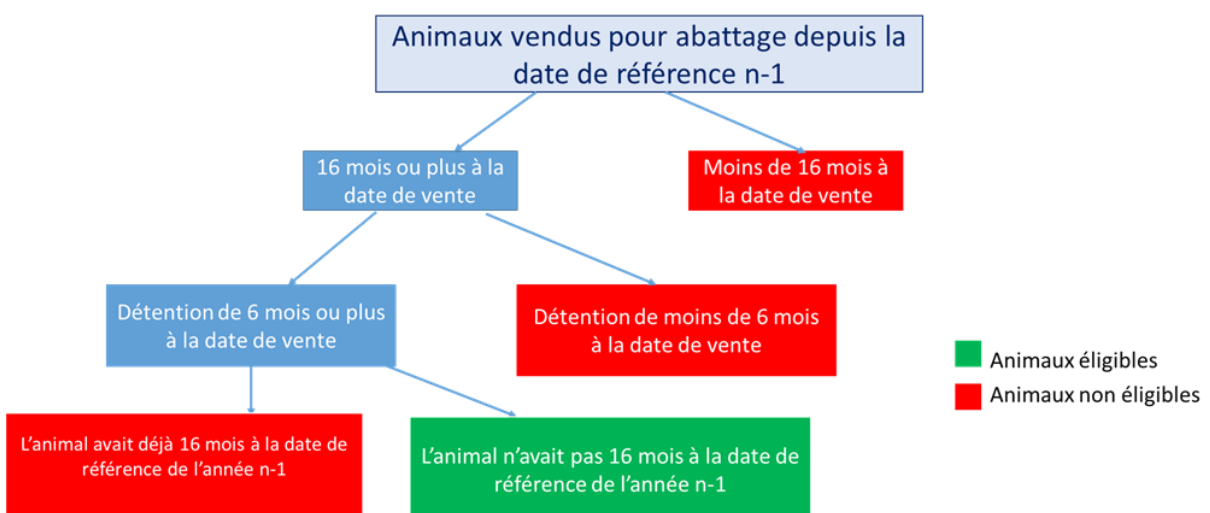 Animaux vendus pour abattage depuis la
date de référence n-1
16 mois ou plus à la
date de vente
Moins de 16 mois à
la date de vente
Détention de 6 mois ou plus
à la date de vente
Détention de moins de 6 mois
à la date de vente
Animaux éligibles
Animaux non éligibles
L’animal avait déjà 16 mois à la date de
référence de l’année n-1
L’animal n’avait pas 16 mois à la date de
référence de l’année n-1